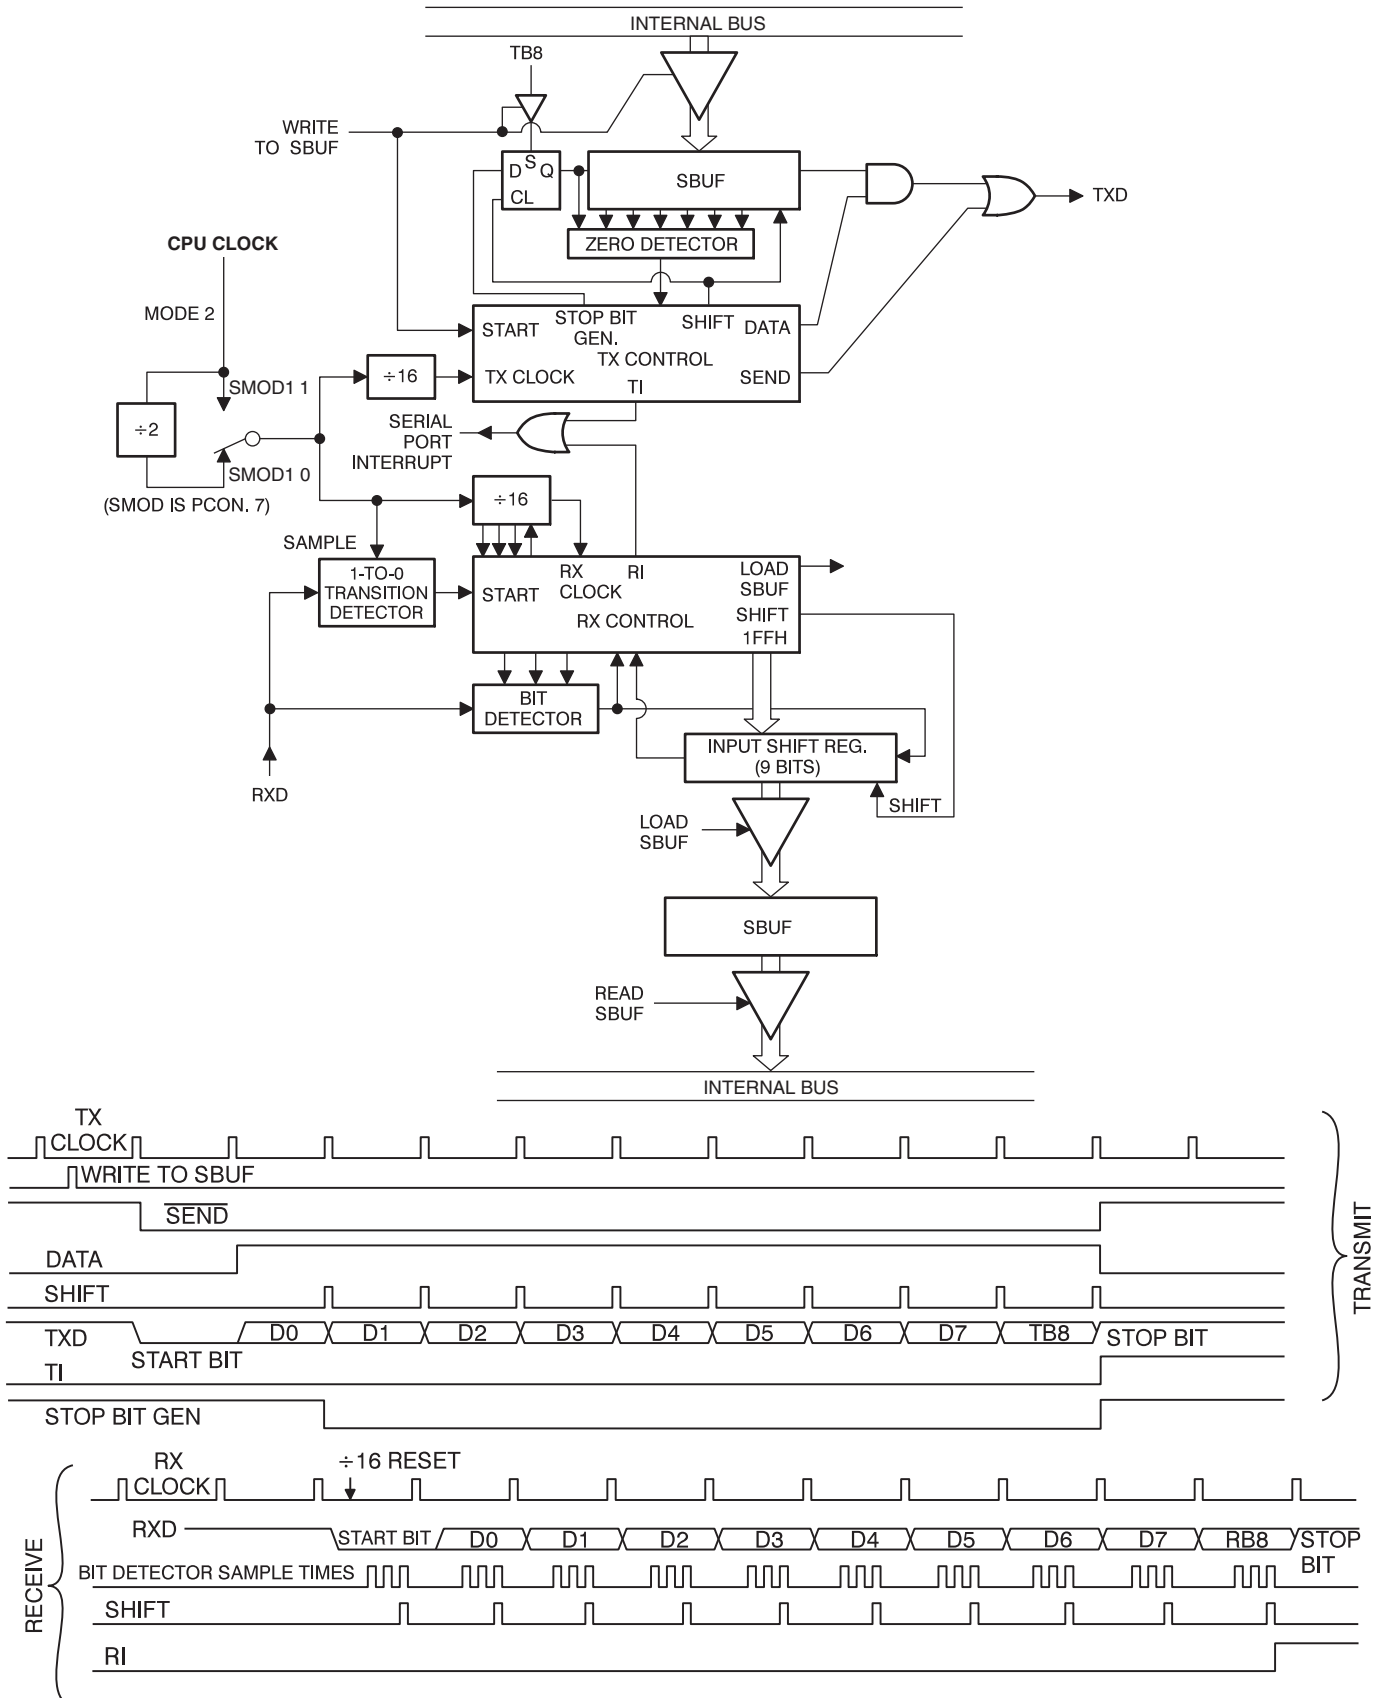 INTERNAL BUS
TB8
WRITE
TO SBUF
D S Q
CL
SBUF
TXD
ZERO DETECTOR
CPU CLOCK
MODE 2
START
STOP BIT
GEN.
SHIFT
DATA
TX CONTROL
TX CLOCK
TI
SEND
÷16
SMOD1 1
÷2
SMOD1 0
(SMOD IS PCON. 7)
SERIAL
PORT
INTERRUPT
÷16
SAMPLE
1-TO-0
TRANSITION
DETECTOR
START
RX
CLOCK
RI
LOAD
SBUF
SHIFT
RX CONTROL
1FFH
BIT
DETECTOR
INPUT SHIFT REG.
(9 BITS)
RXD
SHIFT
LOAD
SBUF
SBUF
READ
SBUF
INTERNAL BUS
TX
CLOCK
WRITE TO SBUF
SEND
DATA
SHIFT
TXD
START BIT
D0 D1 D2 D3 D4 D5 D6 D7 TB8
STOP BIT
TI
STOP BIT GEN
TRANSMIT
RX
CLOCK
÷16 RESET
RXD
START BIT
D0 D1 D2 D3 D4 D5 D6 D7 RB8
STOP
BIT
BIT DETECTOR SAMPLE TIMES
SHIFT
RI
RECEIVE